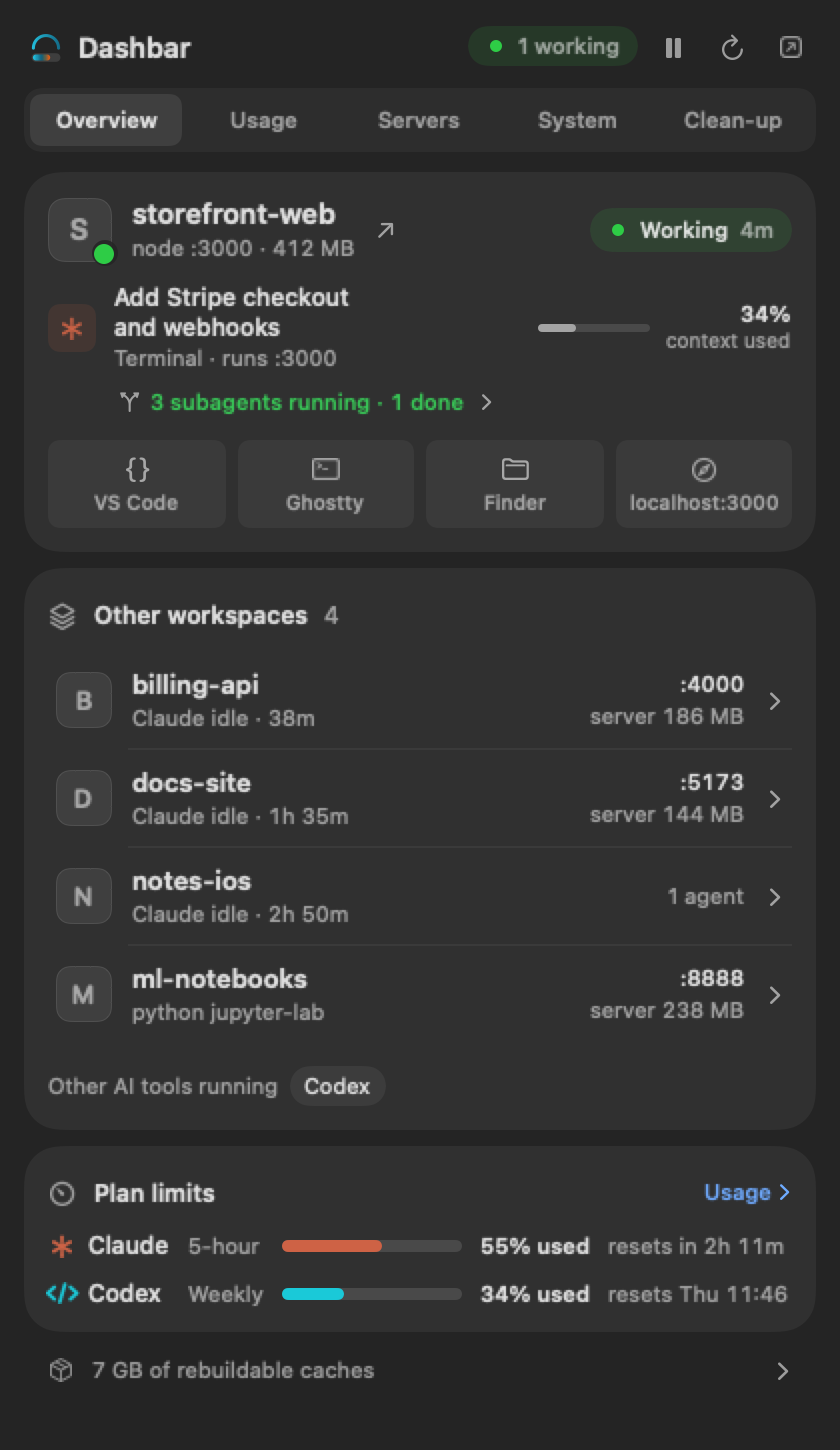 Dashbar
1 working
Overview
Usage
Servers
System
Clean-up
S
storefront-web
node :3000 · 412 MB
Working 4m
Add Stripe checkout
and webhooks
Terminal · runs :3000
34%
context used
3 subagents running · 1 done
VS Code
Ghostty
Finder
localhost:3000
Other workspaces 4
B
billing-api
Claude idle · 38m
:4000
server 186 MB
D
docs-site
Claude idle · 1h 35m
:5173
server 144 MB
N
notes-ios
Claude idle · 2h 50m
1 agent
M
ml-notebooks
python jupyter-lab
:8888
server 238 MB
Other AI tools running Codex
Plan limits
Usage
Claude 5-hour 55% used resets in 2h 11m
Codex Weekly 34% used resets Thu 11:46
7 GB of rebuildable caches